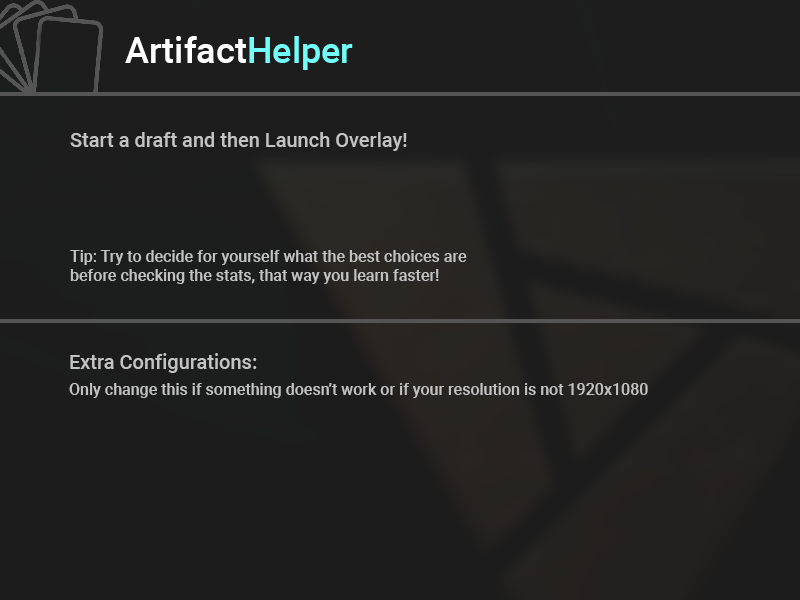 ArtifactHelper
Start a draft and then Launch Overlay!
Tip: Try to decide for yourself what the best choices are
before checking the stats, that way you learn faster!
Extra Configurations:
Only change this if something doesn't work or if your resolution is not 1920x1080